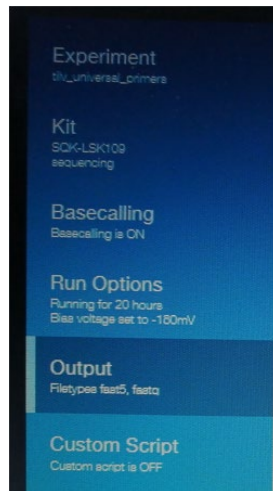 Experiment
tilv_universal_primers
Kit
SQK-LSK109
sequencing
Basecalling
Basecalling is ON
Run Options
Running for 20 hours
Bias voltage set to -180mV
Output
Filetypes fast5, fastq
Custom Script
Custom script is OFF